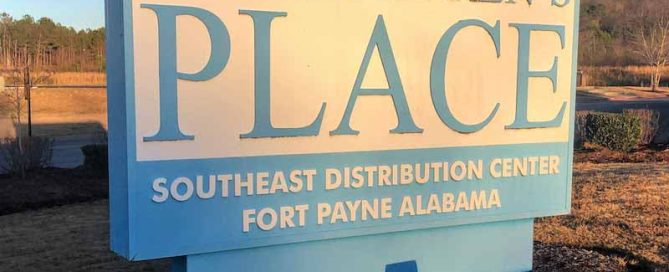 PLACE
SOUTHEAST DISTRIBUTION CENTER
FORT PAYNE ALABAMA